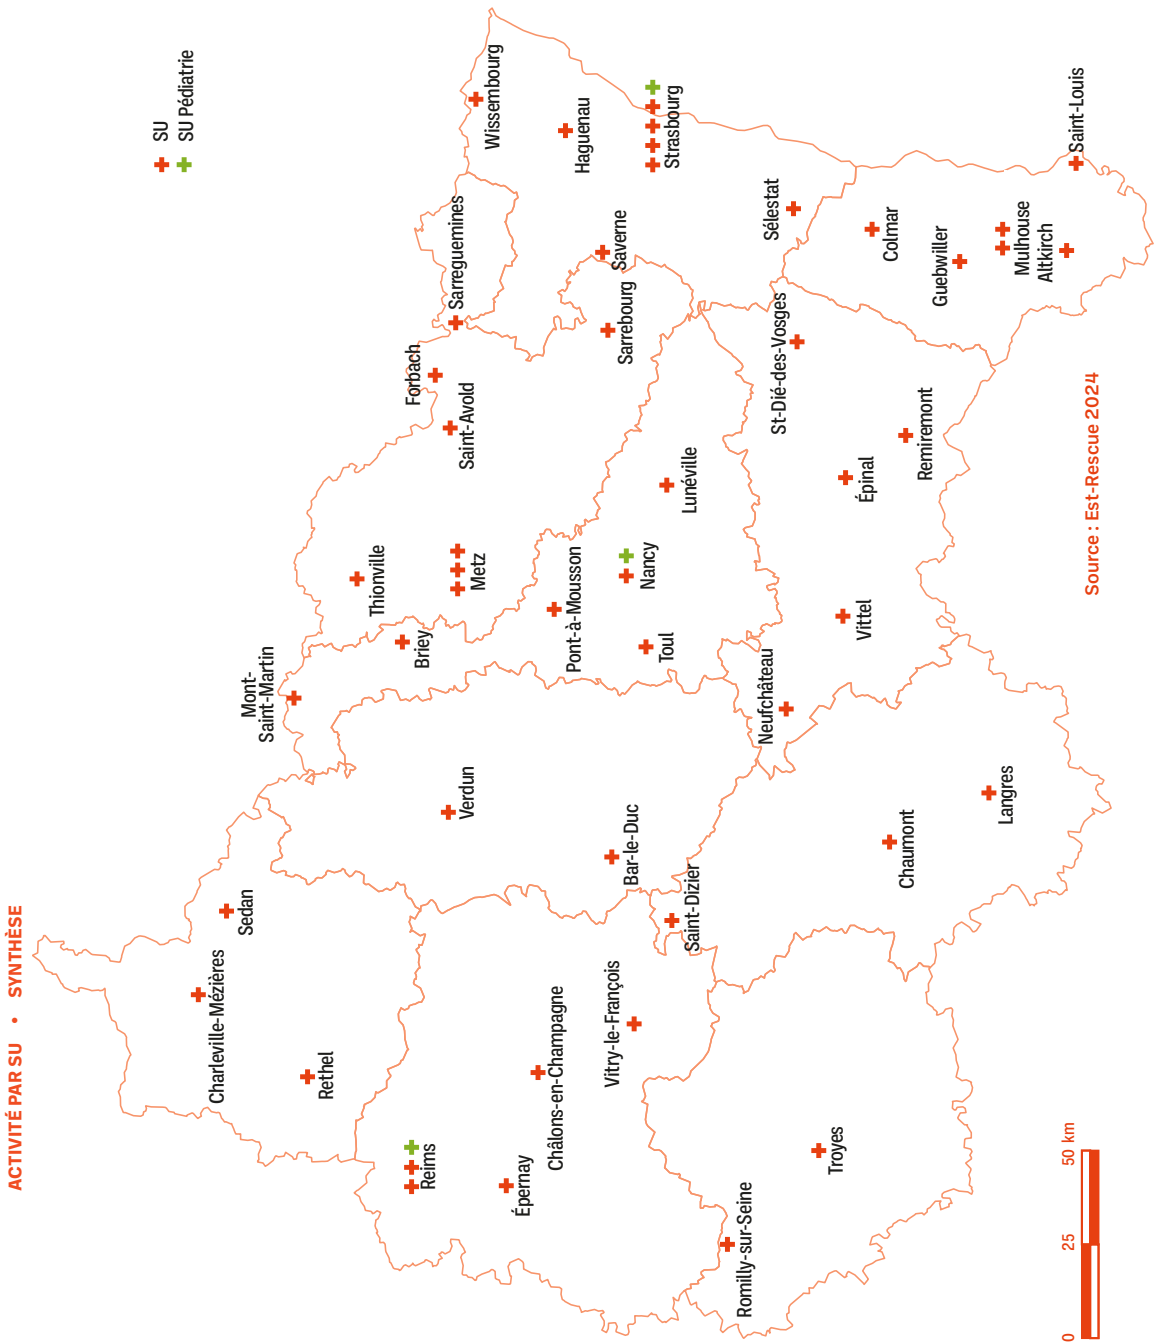 ACTIVITÉ PAR SU • SYNTHÈSE
SU
SU Pédiatrie
Charleville-Mézières
Sedan
Rethel
Mont-
Saint-Martin
Thionville
Briey
Metz
Forbach
Saint-Avold
Sarreguemines
Wissembourg
Haguenau
Strasbourg
Saverne
Sarrebourg
Sélestat
Reims
Épernay
Châlons-en-Champagne
Vitry-le-François
Verdun
Bar-le-Duc
Saint-Dizier
Pont-à-Mousson
Nancy
Toul
Lunéville
Neufchâteau
Vittel
Épinal
Remiremont
St-Dié-des-Vosges
Colmar
Guebwiller
Mulhouse
Altkirch
Saint-Louis
Romilly-sur-Seine
Troyes
Chaumont
Langres
0 25 50 km
Source : Est-Rescue 2024